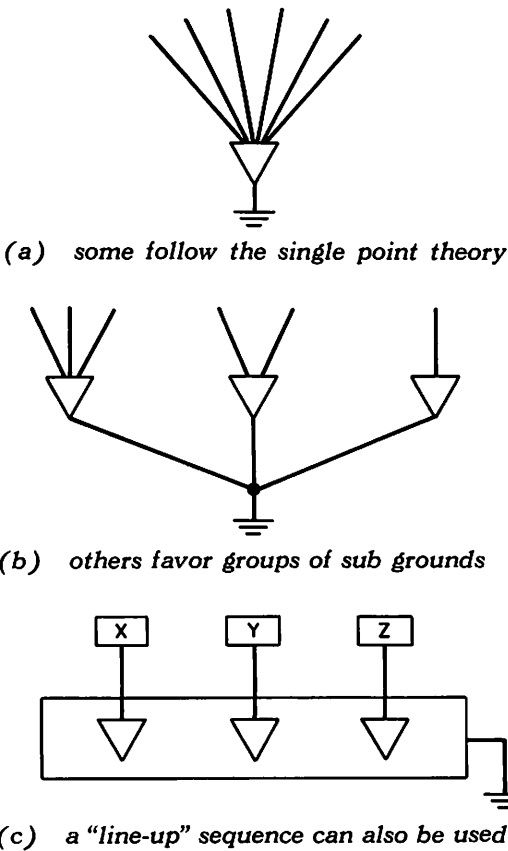 (a) some follow the single point theory
(b) others favor groups of sub grounds
X Y Z
(c) a "line-up" sequence can also be used